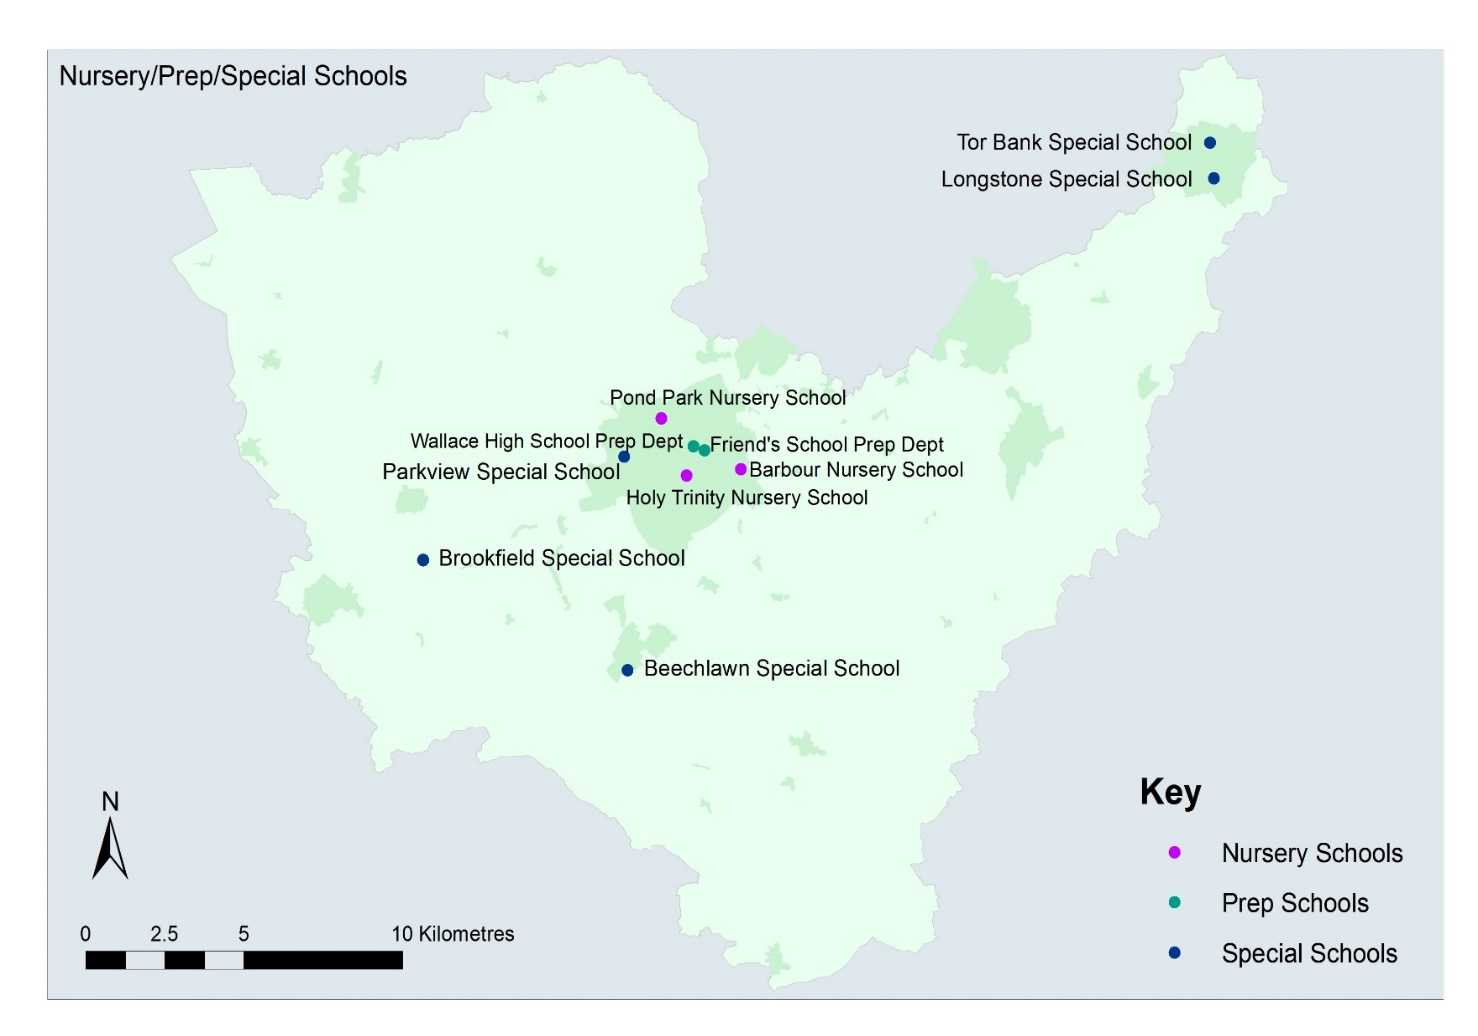 Nursery/Prep/Special Schools
Tor Bank Special School
Longstone Special School
Pond Park Nursery School
Wallace High School Prep Dept
Friend's School Prep Dept
Parkview Special School
Barbour Nursery School
Holy Trinity Nursery School
Brookfield Special School
Beechlawn Special School
N
0 2.5 5 10 Kilometres
Key
Nursery Schools
Prep Schools
Special Schools